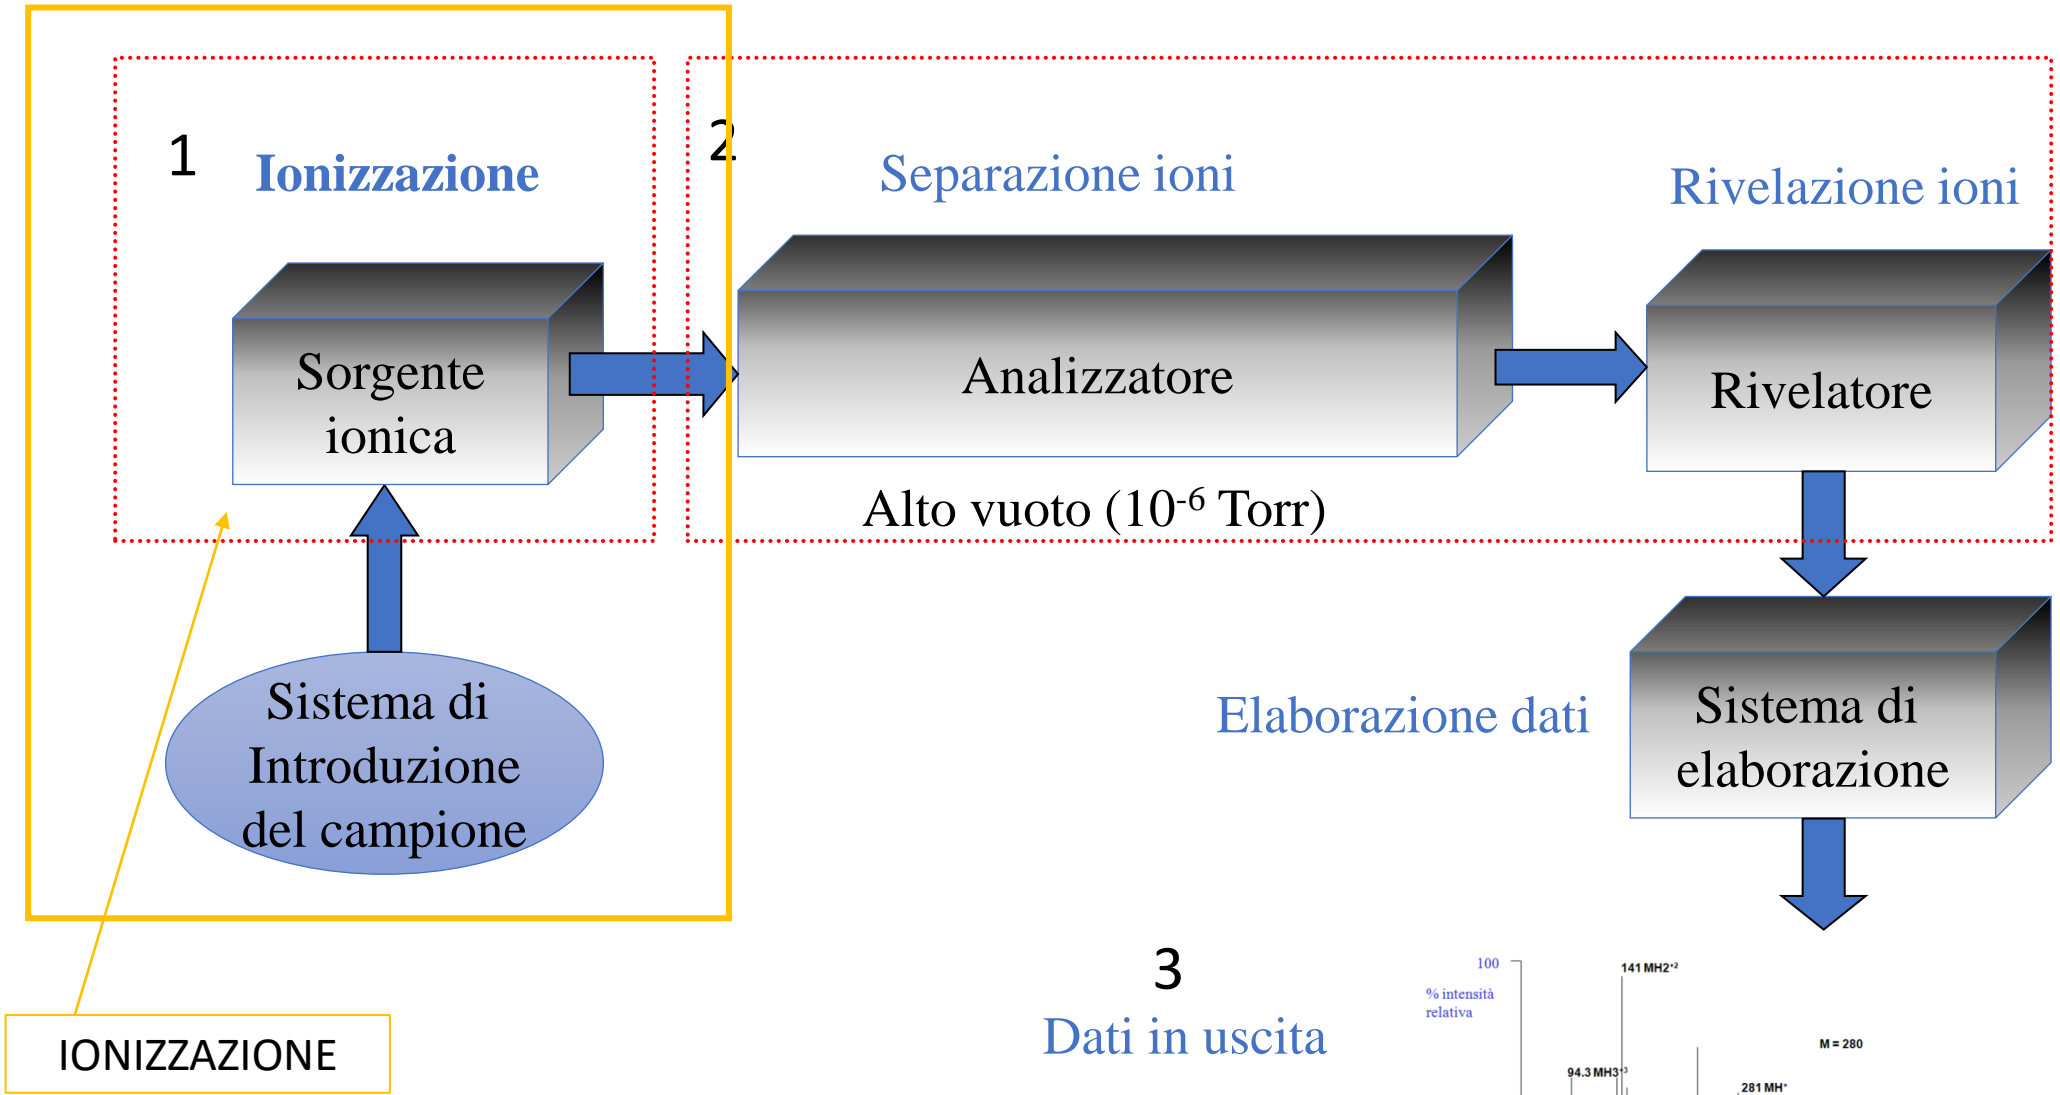 1
Ionizzazione
2
Separazione ioni
Rivelazione ioni
Sorgente
ionica
Analizzatore
Rivelatore
Alto vuoto (10⁻⁶ Torr)
Sistema di
Introduzione
del campione
Elaborazione dati
Sistema di
elaborazione
IONIZZAZIONE
3
Dati in uscita
100
% intensità
relativa
141 MH2⁺²
M = 280
94.3 MH3⁺³
281 MH⁺